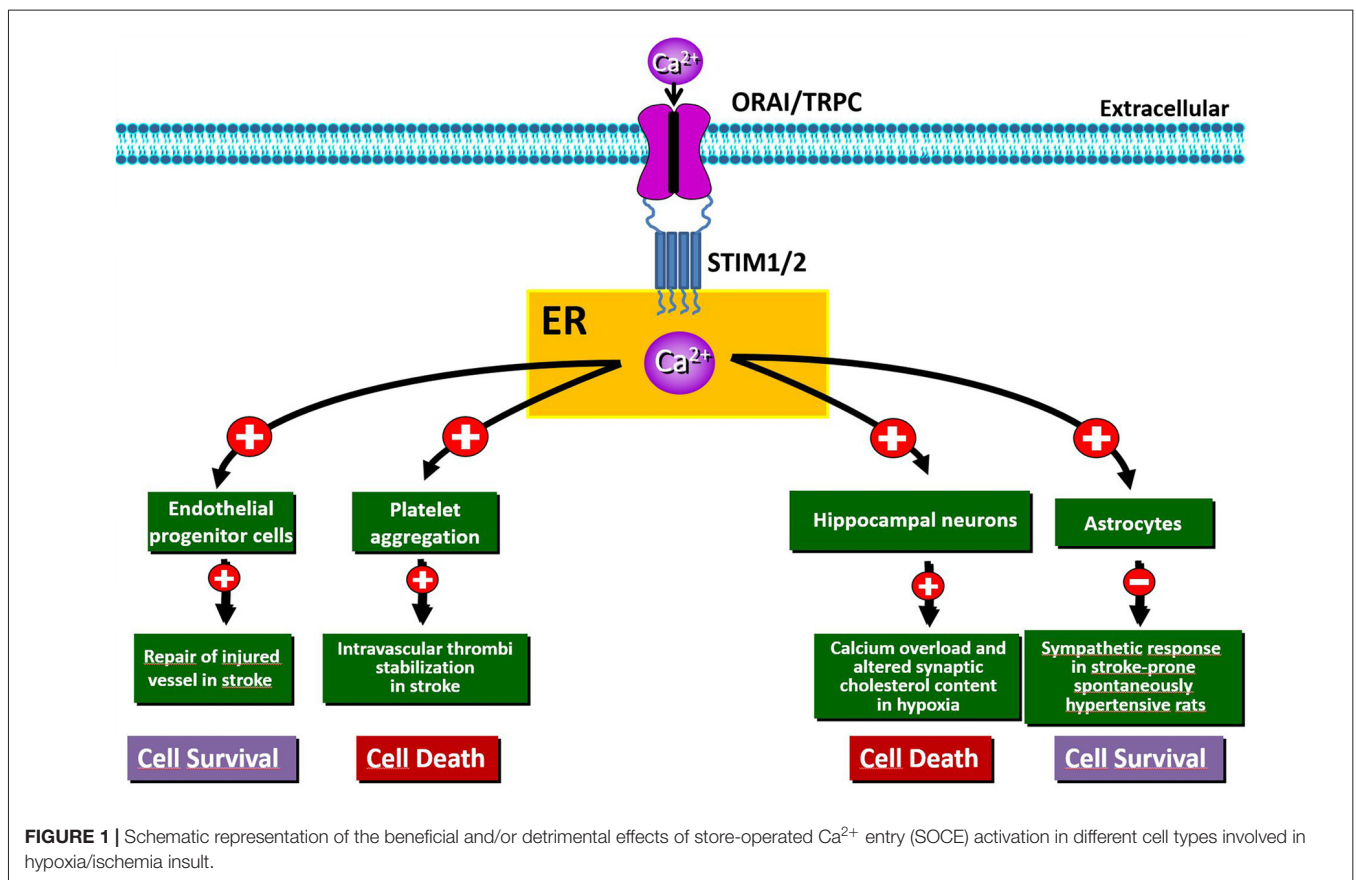 Ca2+
ORAI/TRPC
Extracellular
STIM1/2
ER
Ca2+
Endothelial
progenitor cells
Platelet
aggregation
Hippocampal neurons
Astrocytes
Repair of injured
vessel in stroke
Intravascular thrombi
stabilization
in stroke
Calcium overload and
altered synaptic
cholesterol content
in hypoxia
Sympathetic response
in stroke-prone
spontaneously
hypertensive rats
Cell Survival
Cell Death
Cell Death
Cell Survival
FIGURE 1 | Schematic representation of the beneficial and/or detrimental effects of store-operated Ca2+ entry (SOCE) activation in different cell types involved in
hypoxia/ischemia insult.